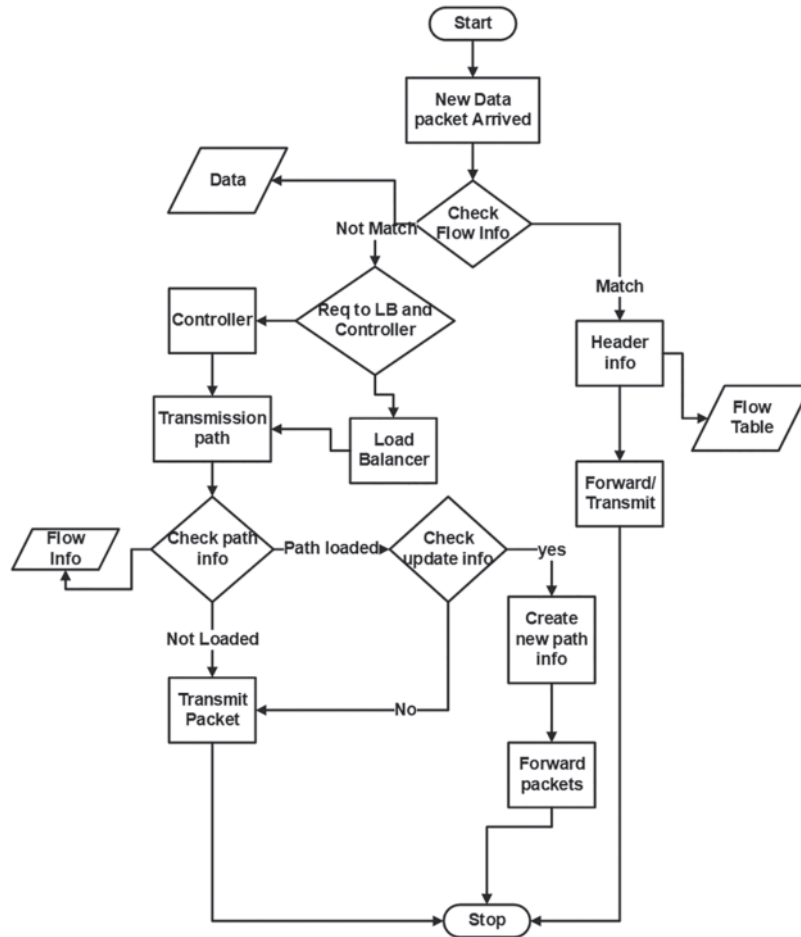 Start
New Data
packet Arrived
Data
Check
Flow Info
Not Match
Match
Controller
Req to LB and
Controller
Header
info
Transmission
path
Load
Balancer
Flow
Table
Forward/
Transmit
Flow
Info
Check path
info
Path loaded
Check
update info
yes
Not Loaded
Create
new path
info
Transmit
Packet
No
Forward
packets
Stop